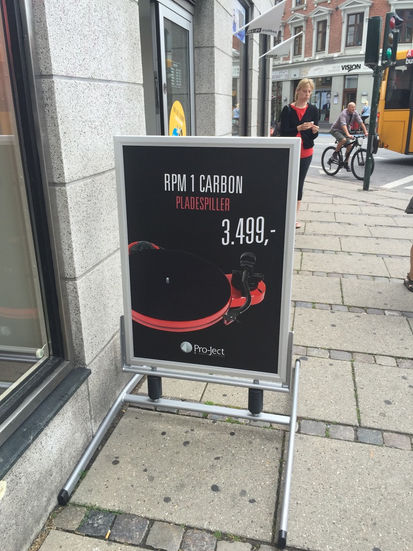 RPM 1 CARBON
PLADESPILLER
3.499,-
Pro-Ject
VISION